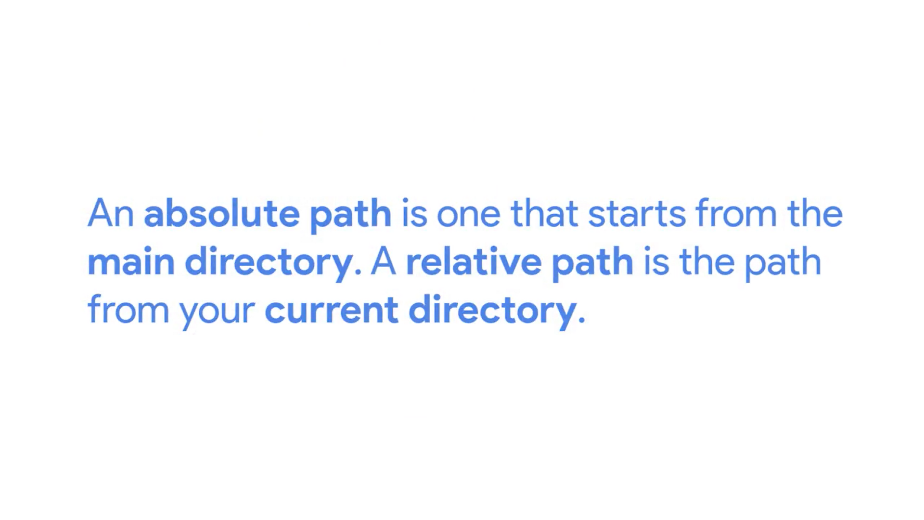 An absolute path is one that starts from the
main directory. A relative path is the path
from your current directory.